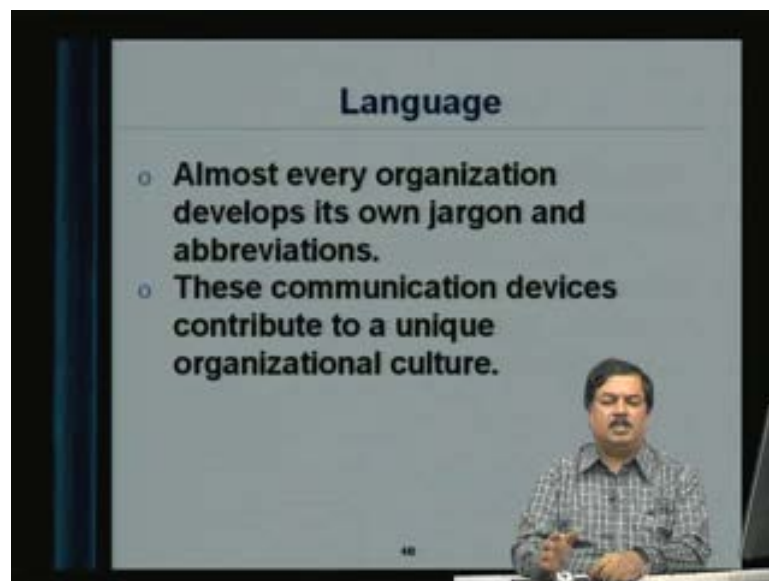 Language
o Almost every organization
develops its own jargon and
abbreviations.
o These communication devices
contribute to a unique
organizational culture.